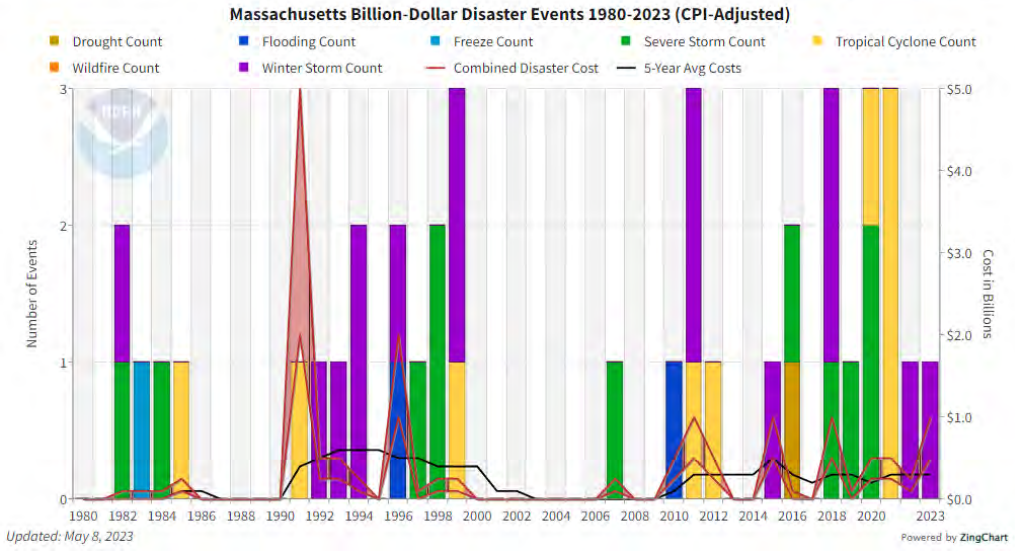 Massachusetts Billion-Dollar Disaster Events 1980-2023 (CPI-Adjusted)
Drought Count Flooding Count Freeze Count Severe Storm Count Tropical Cyclone Count
Wildfire Count Winter Storm Count Combined Disaster Cost 5-Year Avg Costs
NOAA
3 $5.0
$4.0
2 $3.0
Number of Events
Cost in Billions
$2.0
1
$1.0
0 $0.0
1980 1982 1984 1986 1988 1990 1992 1994 1996 1998 2000 2002 2004 2006 2008 2010 2012 2014 2016 2018 2020 2023
Updated: May 8, 2023 Powered by ZingChart